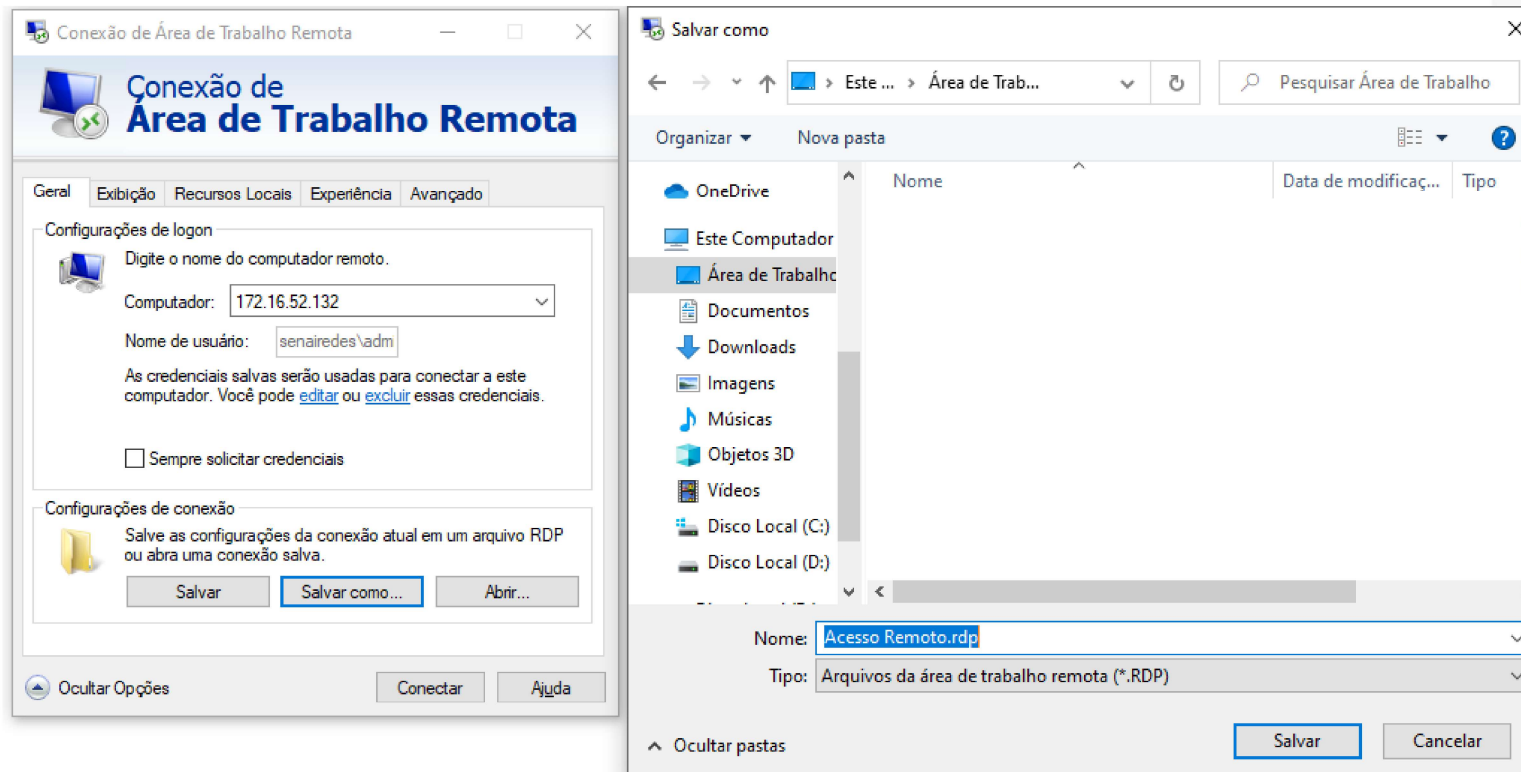 Conexão de Área de Trabalho Remota
Conexão de
Área de Trabalho Remota
Geral Exibição Recursos Locais Experiência Avançado
Configurações de logon
Digite o nome do computador remoto.
Computador: 172.16.52.132
Nome de usuário: senairedes\adm
As credenciais salvas serão usadas para conectar a este
computador. Você pode editar ou excluir essas credenciais.
Sempre solicitar credenciais
Configurações de conexão
Salve as configurações da conexão atual em um arquivo RDP
ou abra uma conexão salva.
Salvar Salvar como... Abrir...
Ocultar Opções Conectar Ajuda
Salvar como
Este ... > Área de Trab... Pesquisar Área de Trabalho
Organizar Nova pasta
Nome Data de modificaç... Tipo
OneDrive
Este Computador
Área de Trabalho
Documentos
Downloads
Imagens
Músicas
Objetos 3D
Vídeos
Disco Local (C:)
Disco Local (D:)
Nome: Acesso Remoto.rdp
Tipo: Arquivos da área de trabalho remota (*.RDP)
Ocultar pastas Salvar Cancelar